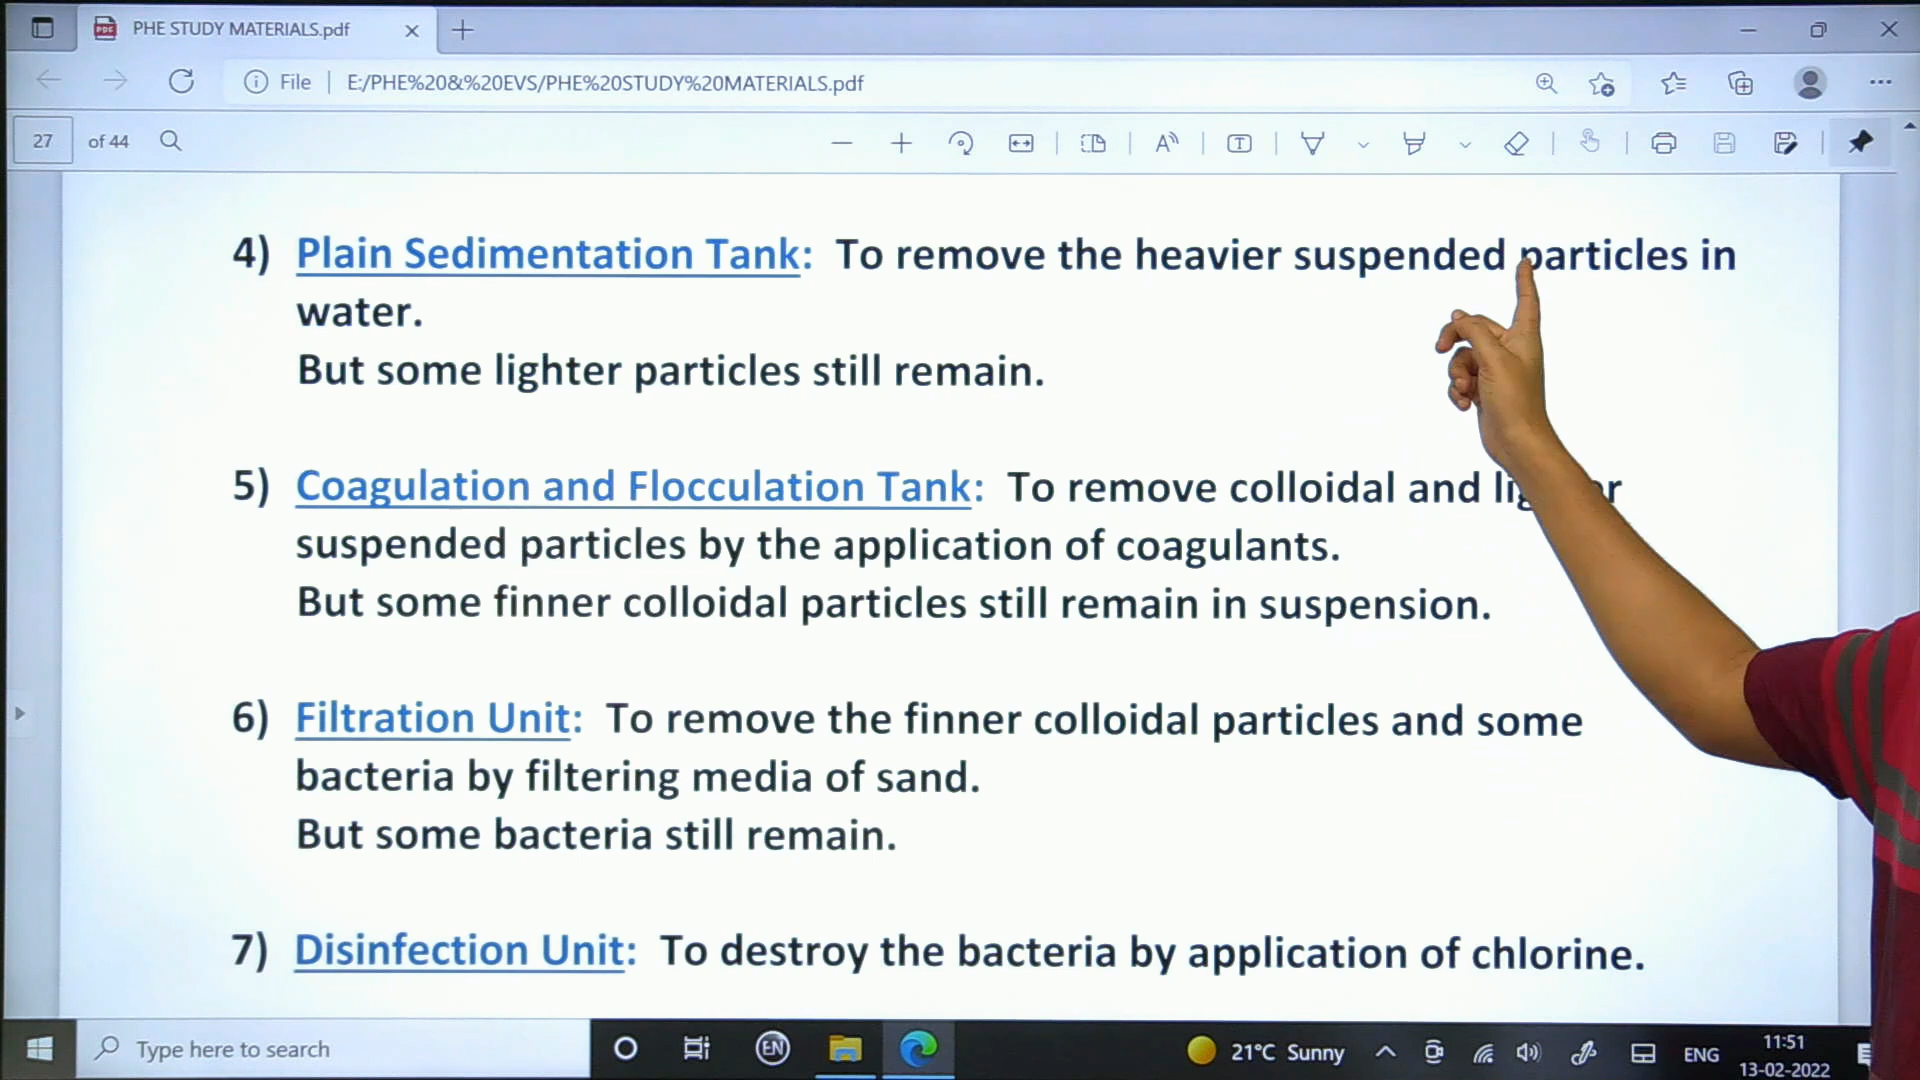 PHE STUDY MATERIALS.pdf
File | E:/PHE%20&%20EVS/PHE%20STUDY%20MATERIALS.pdf
27 of 44
4) Plain Sedimentation Tank: To remove the heavier suspended particles in
water.
But some lighter particles still remain.
5) Coagulation and Flocculation Tank: To remove colloidal and
suspended particles by the application of coagulants.
But some finner colloidal particles still remain in suspension.
6) Filtration Unit: To remove the finner colloidal particles and some
bacteria by filtering media of sand.
But some bacteria still remain.
7) Disinfection Unit: To destroy the bacteria by application of chlorine.
Type here to search
EN
21°C Sunny
ENG
11:51
13-02-2022